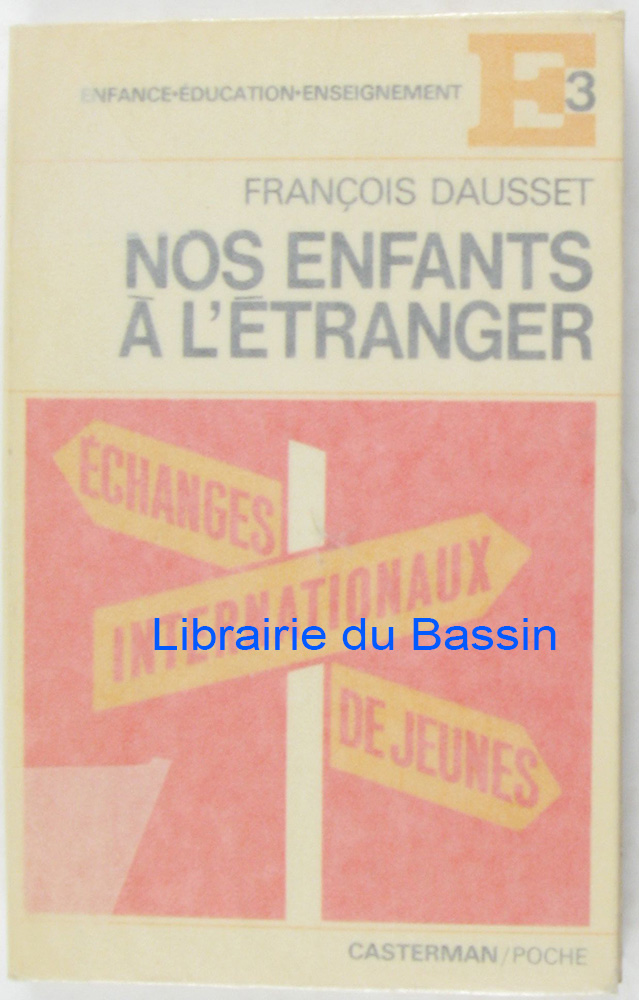 ENFANCE•ÉDUCATION•ENSEIGNEMENT
E3
FRANÇOIS DAUSSET
NOS ENFANTS
À L'ÉTRANGER
ÉCHANGES
INTERNATIONAUX
Librairie du Bassin
DE JEUNES
CASTERMAN/POCHE